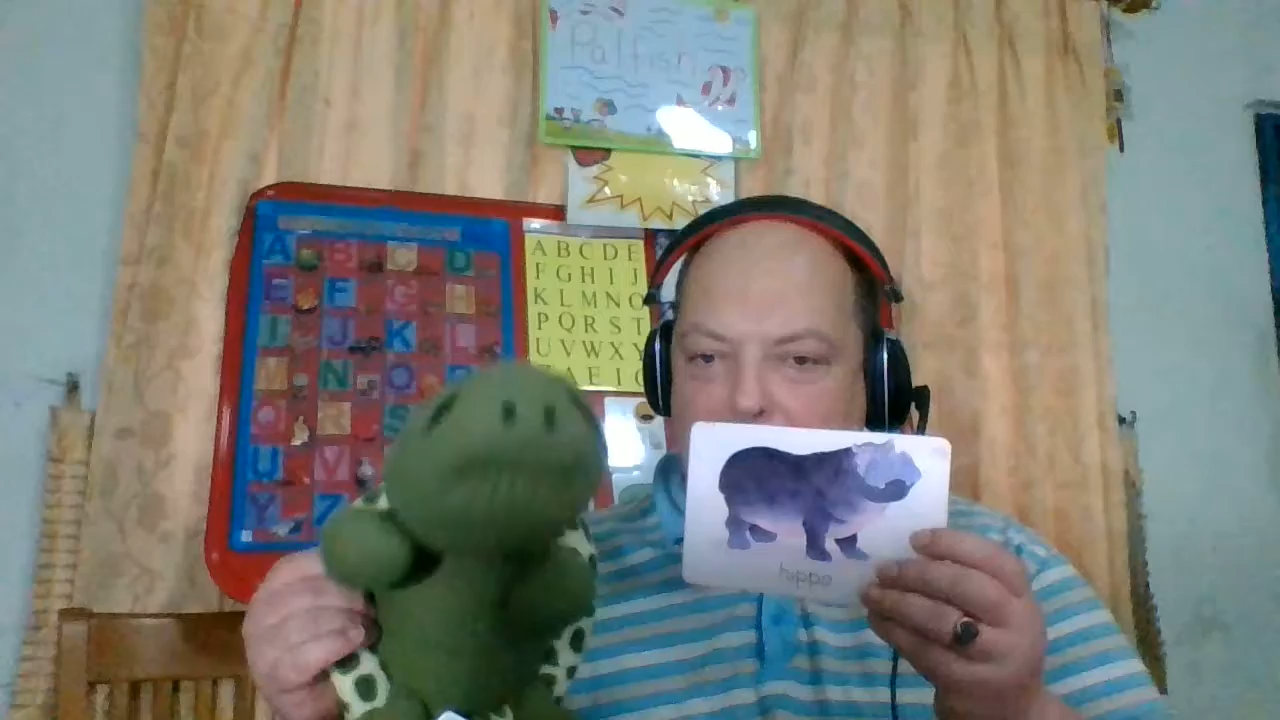 Palfish
A B C D
E F G H
I J K L
N O
Q S
U V
Y Z
A B C D E
F G H I J
K L M N O
P Q R S T
U V W X Y
A E I O
hippo